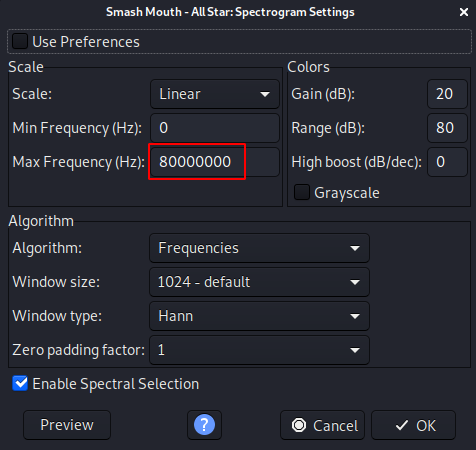 Smash Mouth - All Star: Spectrogram Settings
Use Preferences
Scale
Scale: Linear
Min Frequency (Hz): 0
Max Frequency (Hz): 80000000
Colors
Gain (dB): 20
Range (dB): 80
High boost (dB/dec): 0
Grayscale
Algorithm
Algorithm: Frequencies
Window size: 1024 - default
Window type: Hann
Zero padding factor: 1
Enable Spectral Selection
Preview ? Cancel OK